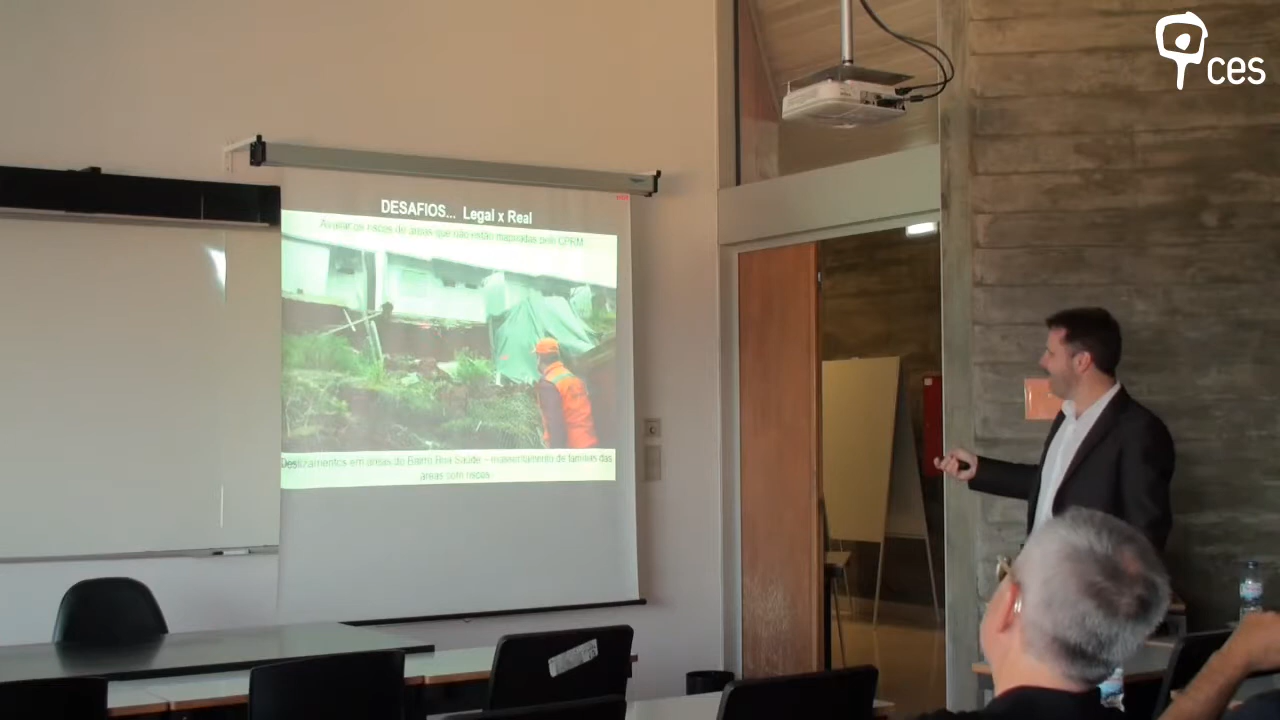 ces
DESAFIOS... Legal x Real
Avaliar os riscos de áreas que não estão mapeadas pelo CPRM
Deslizamentos em áreas do Bairro Boa Saúde – reassentamento de famílias das
áreas com riscos